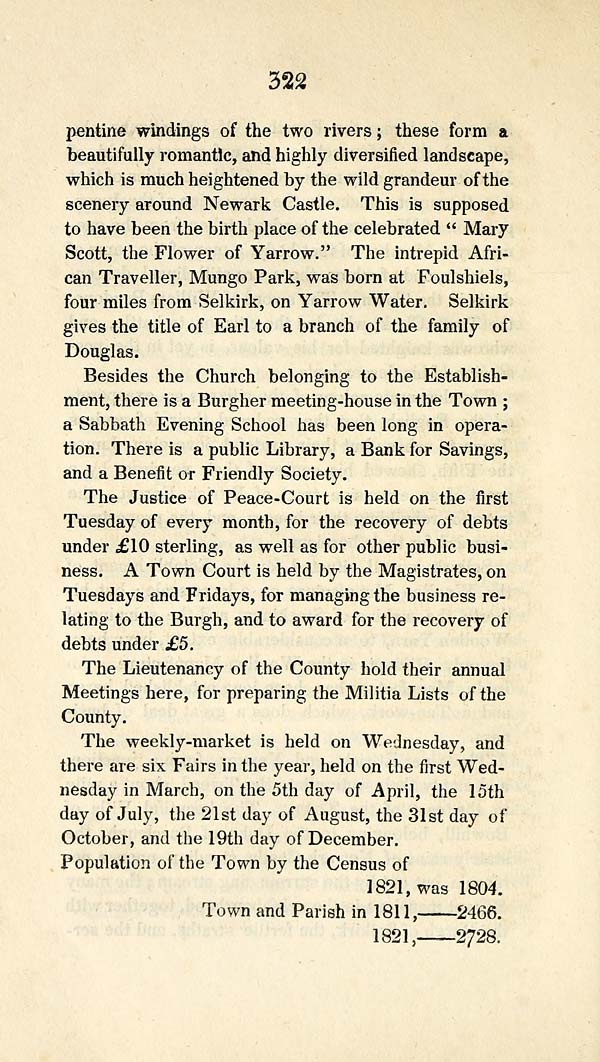 322
pentine windings of the two rivers; these form a
beautifully romantic, and highly diversified landscape,
which is much heightened by the wild grandeur of the
scenery around Newark Castle. This is supposed
to have been the birth place of the celebrated “ Mary
Scott, the Flower of Yarrow.” The intrepid Afri-
can Traveller, Mungo Park, was born at Foulshiels,
four miles from Selkirk, on Yarrow Water. Selkirk
gives the title of Earl to a branch of the family of
Douglas.
Besides the Church belonging to the Establish-
ment, there is a Burgher meeting-house in the Town ;
a Sabbath Evening School has been long in opera-
tion. There is a public Library, a Bank for Savings,
and a Benefit or Friendly Society.
The Justice of Peace-Court is held on the first
Tuesday of every month, for the recovery of debts
under £10 sterling, as well as for other public busi-
ness. A Town Court is held by the Magistrates, on
Tuesdays and Fridays, for managing the business re-
lating to the Burgh, and to award for the recovery of
debts under £5.
The Lieutenancy of the County hold their annual
Meetings here, for preparing the Militia Lists of the
County.
The weekly-market is held on Wednesday, and
there are six Fairs in the year, held on the first Wed-
nesday in March, on the 5th day of April, the 15th
day of July, the 21st day of August, the 31st day of
October, and the 19th day of December.
Population of the Town by the Census of
1821, was 1804.
Town and Parish in 1811,——2466.
1821,——2728.